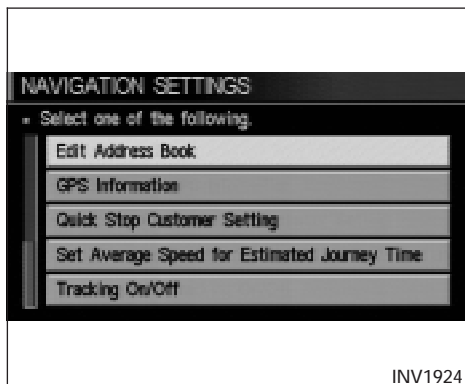 NAVIGATION SETTINGS
Select one of the following.
Edit Address Book
GPS Information
Quick Stop Customer Setting
Set Average Speed for Estimated Journey Time
Tracking On/Off
INV1924